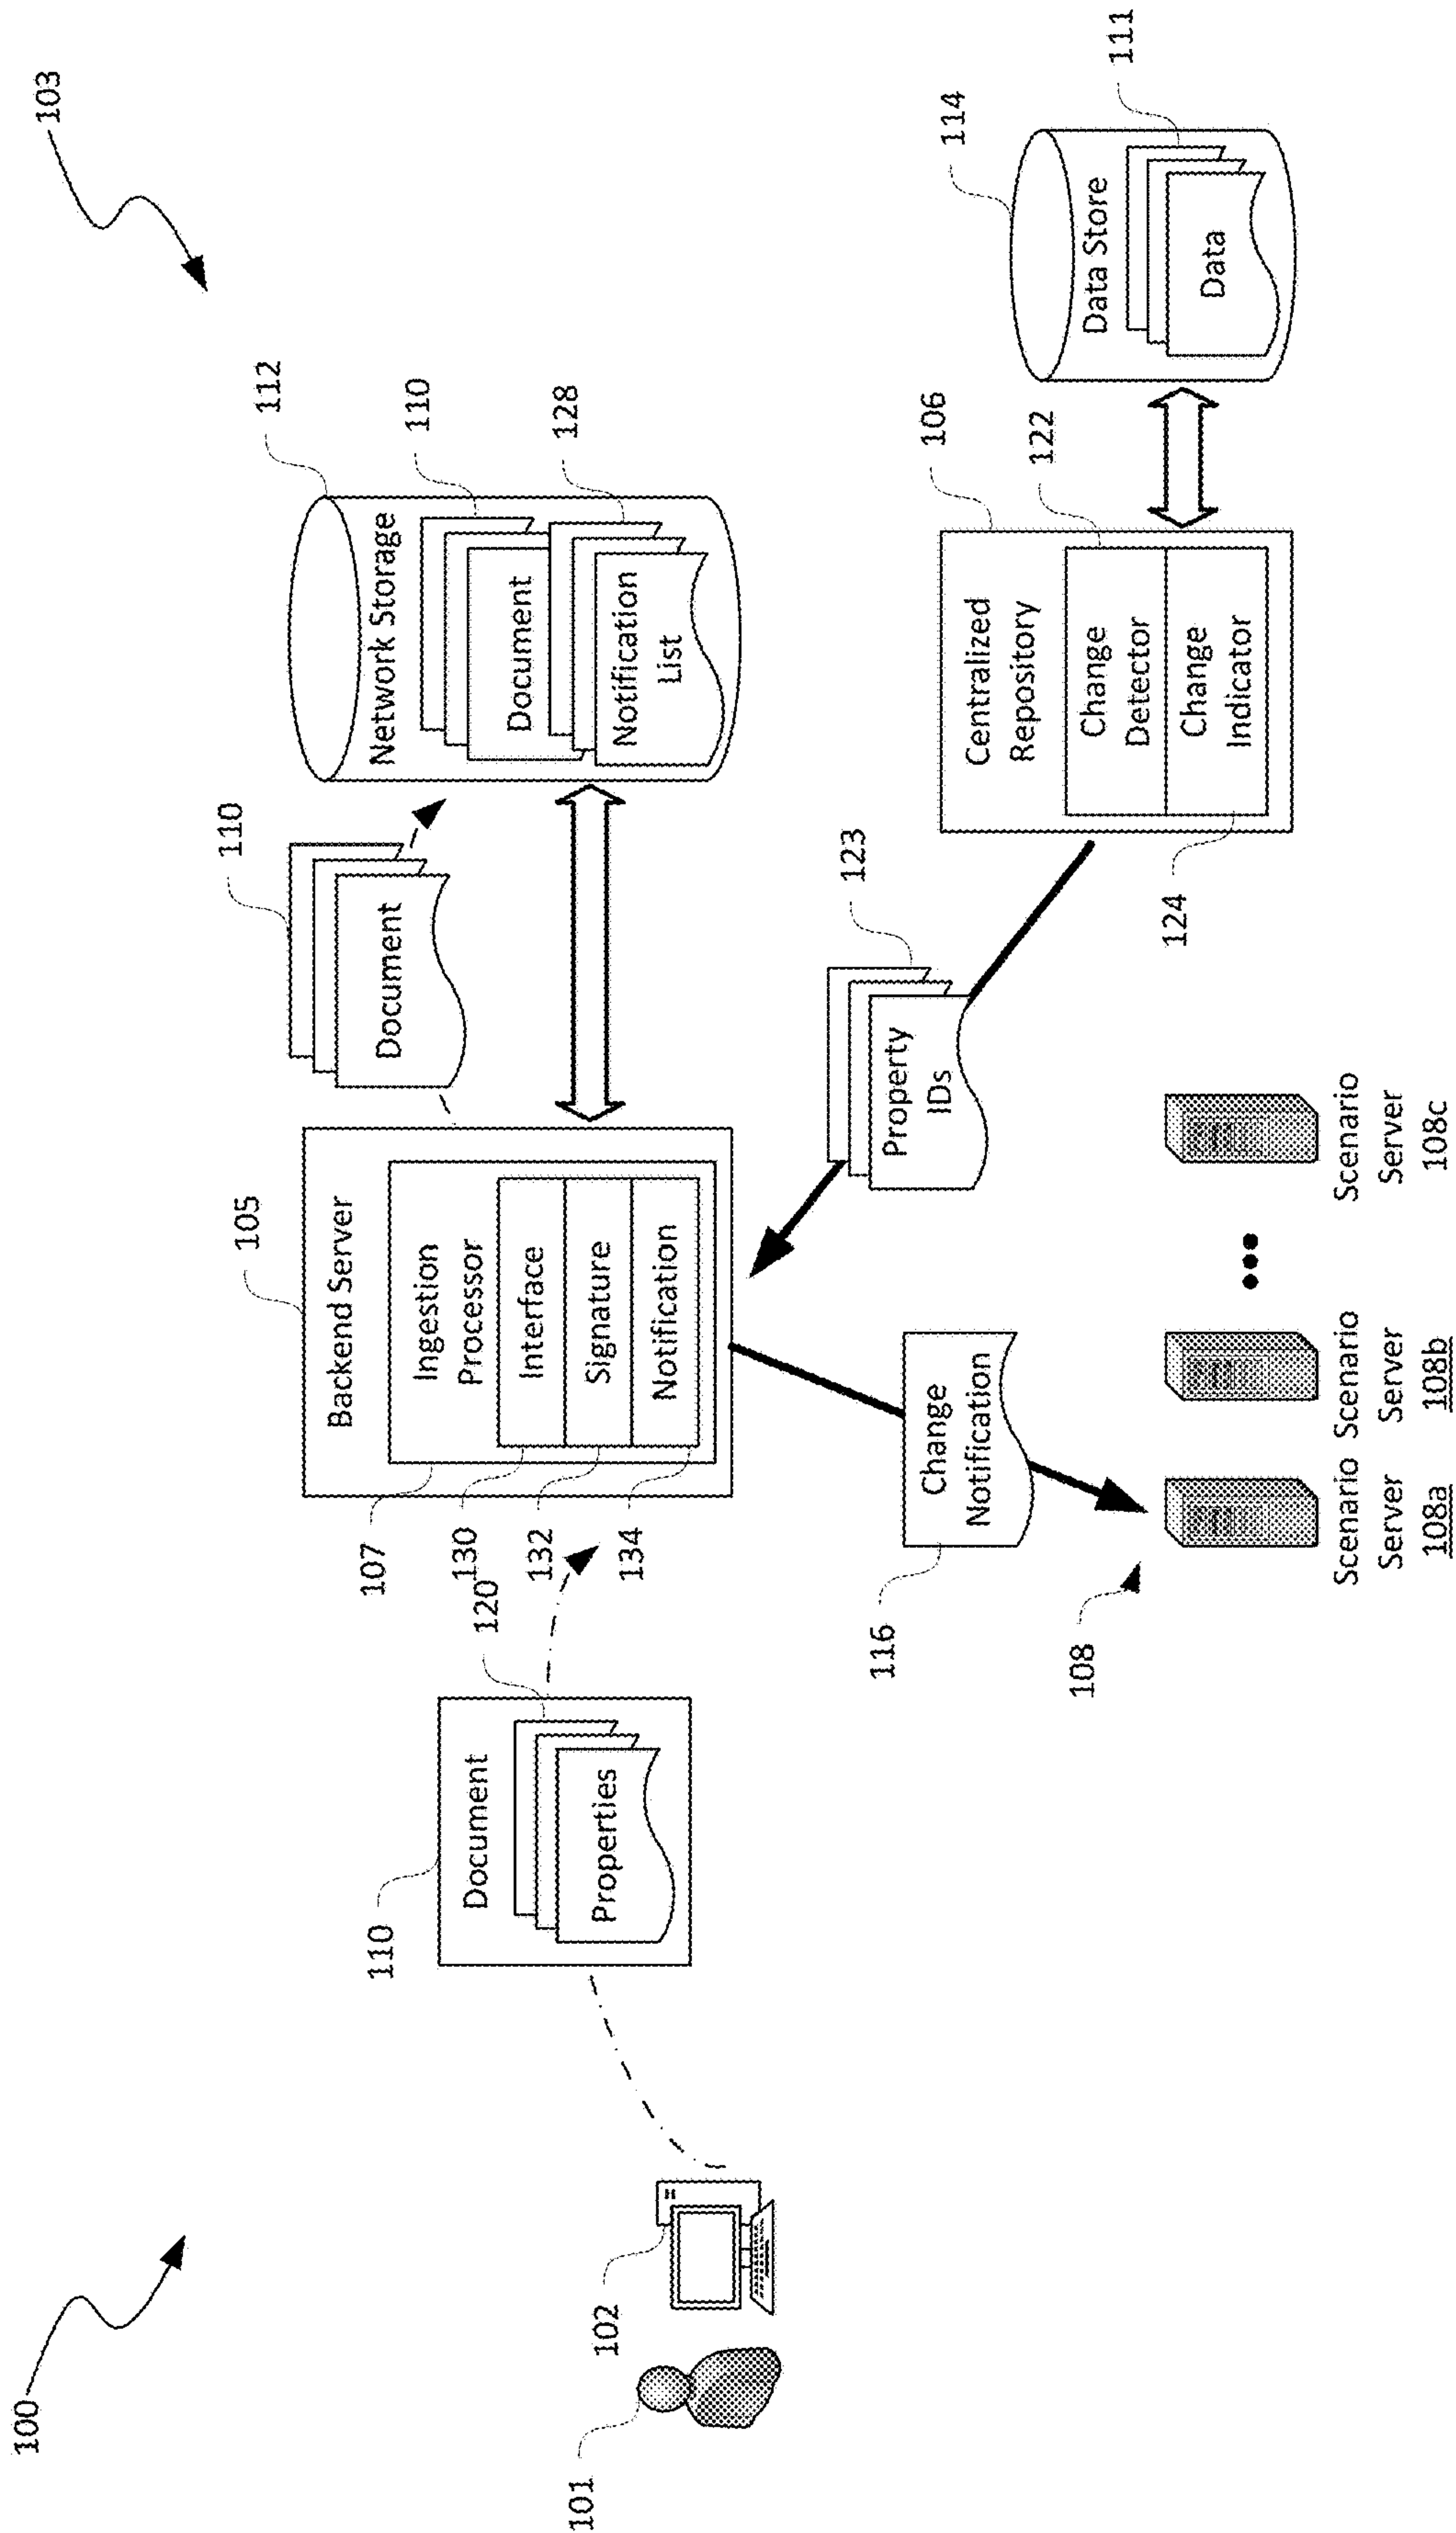 100
103
101
102
110
Document
Properties
120
105
Backend Server
107
Ingestion
Processor
130
Interface
132
Signature
134
Notification
110
Document
112
Network Storage
110
Document
128
Notification
List
123
Property
IDs
106
Centralized
Repository
122
Change
Detector
124
Change
Indicator
114
Data Store
111
Data
116
Change
Notification
108
Scenario
Server
108a
Scenario
Server
108b
Scenario
Server
108c